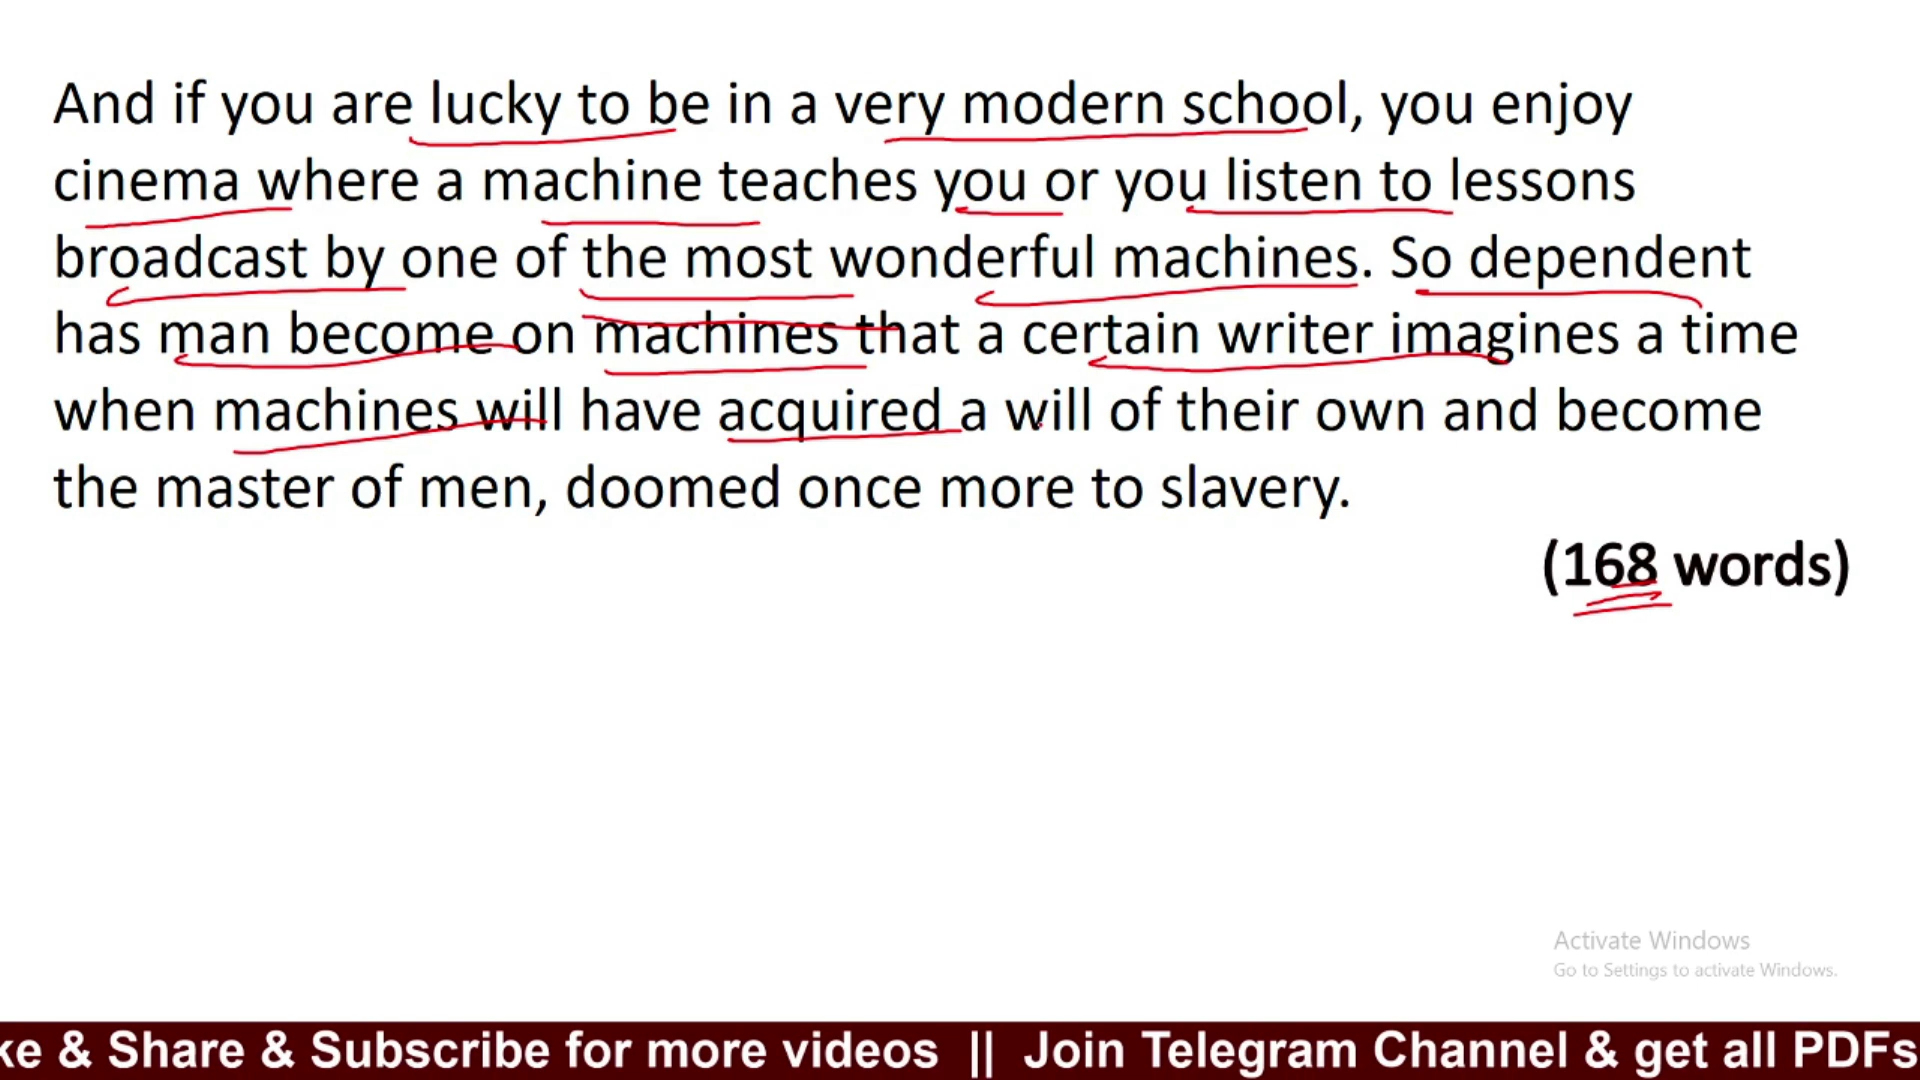 And if you are lucky to be in a very modern school, you enjoy
cinema where a machine teaches you or you listen to lessons
broadcast by one of the most wonderful machines. So dependent
has man become on machines that a certain writer imagines a time
when machines will have acquired a will of their own and become
the master of men, doomed once more to slavery.
(168 words)
Activate Windows
Go to Settings to activate Windows.
ke & Share & Subscribe for more videos || Join Telegram Channel & get all PDFs